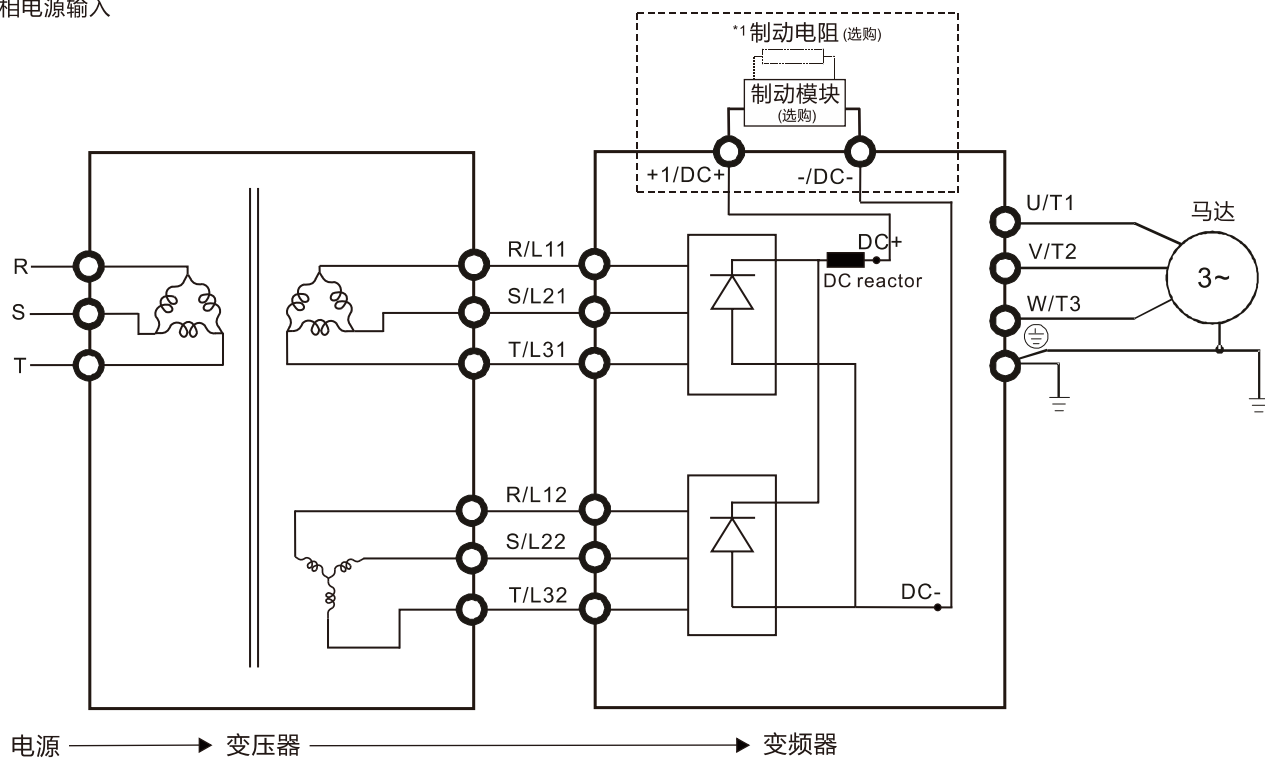 相电源输入
*1 制动电阻 (选购)
制动模块
(选购)
+1/DC+
-/DC-
U/T1
马达
V/T2
3~
W/T3
R
S
T
R/L11
S/L21
T/L31
DC+
DC reactor
R/L12
S/L22
T/L32
DC-
电源
变压器
变频器